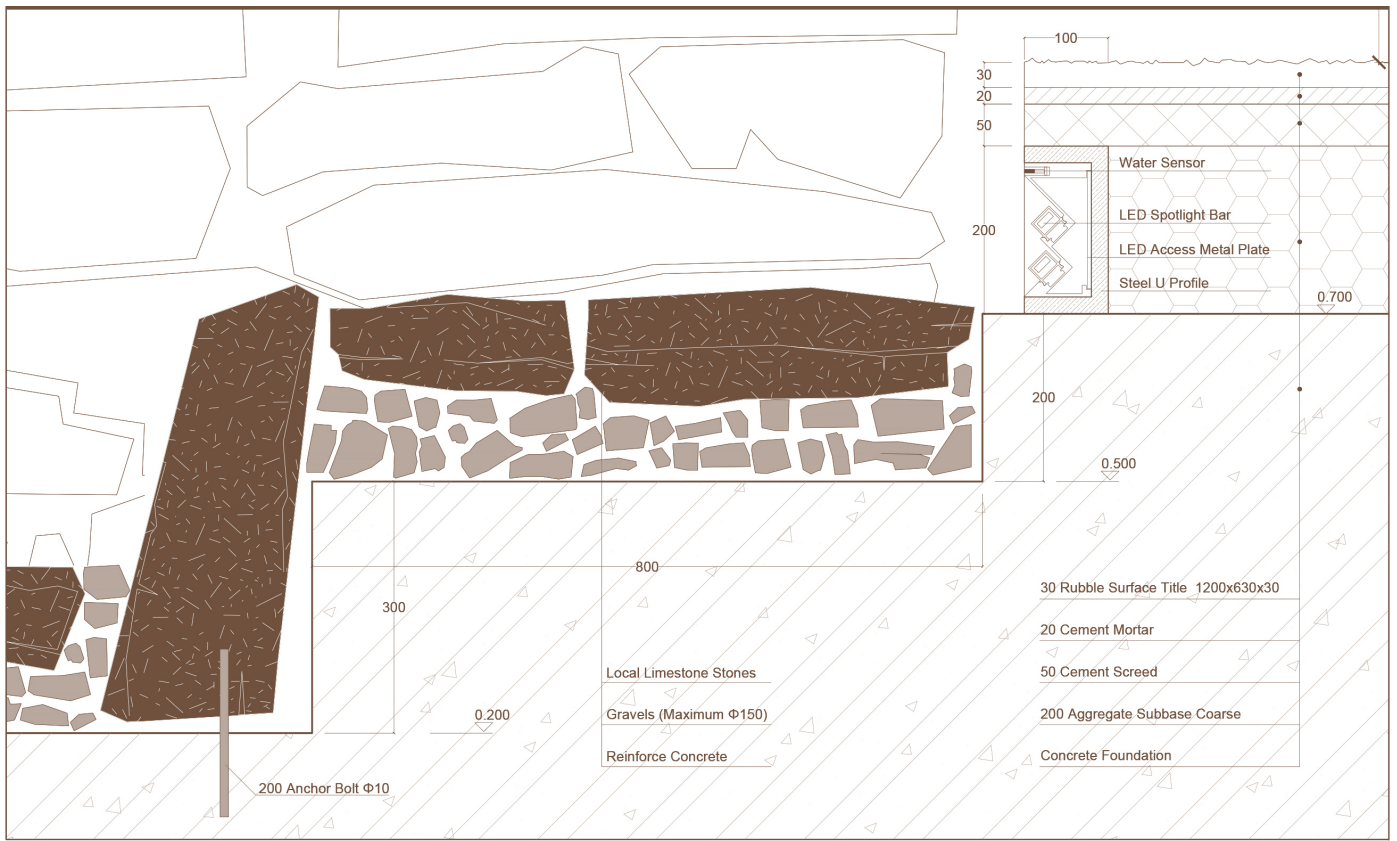 100
30
20
50
200
Water Sensor
LED Spotlight Bar
LED Access Metal Plate
Steel U Profile
0.700
200
0.500
800
300
30 Rubble Surface Title 1200x630x30
20 Cement Mortar
50 Cement Screed
200 Aggregate Subbase Coarse
Concrete Foundation
Local Limestone Stones
Gravels (Maximum Φ150)
Reinforce Concrete
0.200
200 Anchor Bolt Φ10